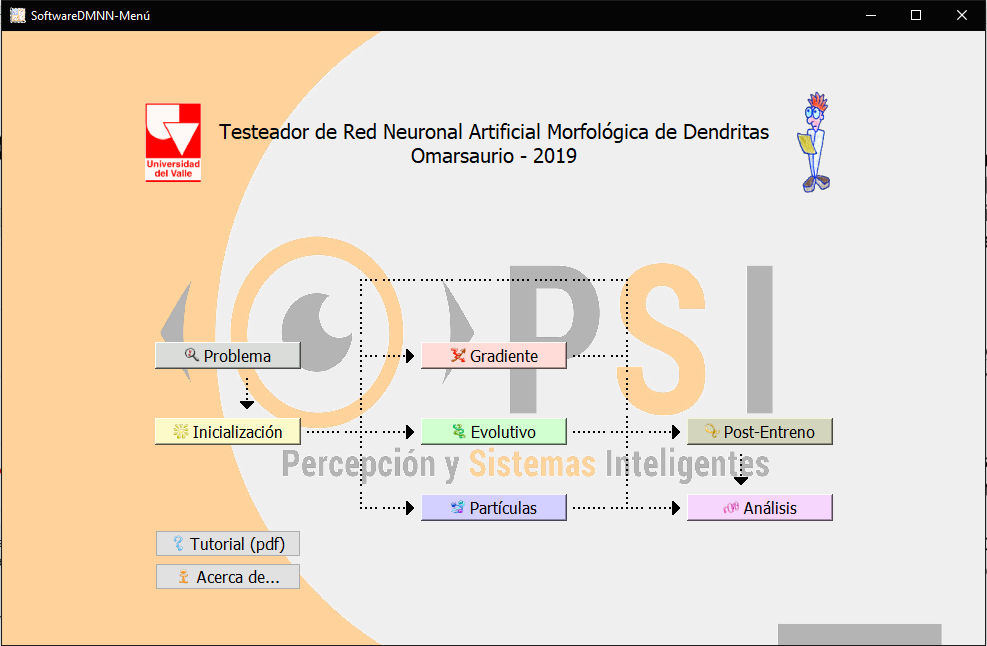 SoftwareDMNN-Menú
Universidad
del Valle
Testeador de Red Neuronal Artificial Morfológica de Dendritas
Omarsaurio - 2019
PSI
Problema
Gradiente
Inicialización
Evolutivo
Post-Entreno
Percepción y Sistemas Inteligentes
Partículas
Análisis
Tutorial (pdf)
Acerca de...